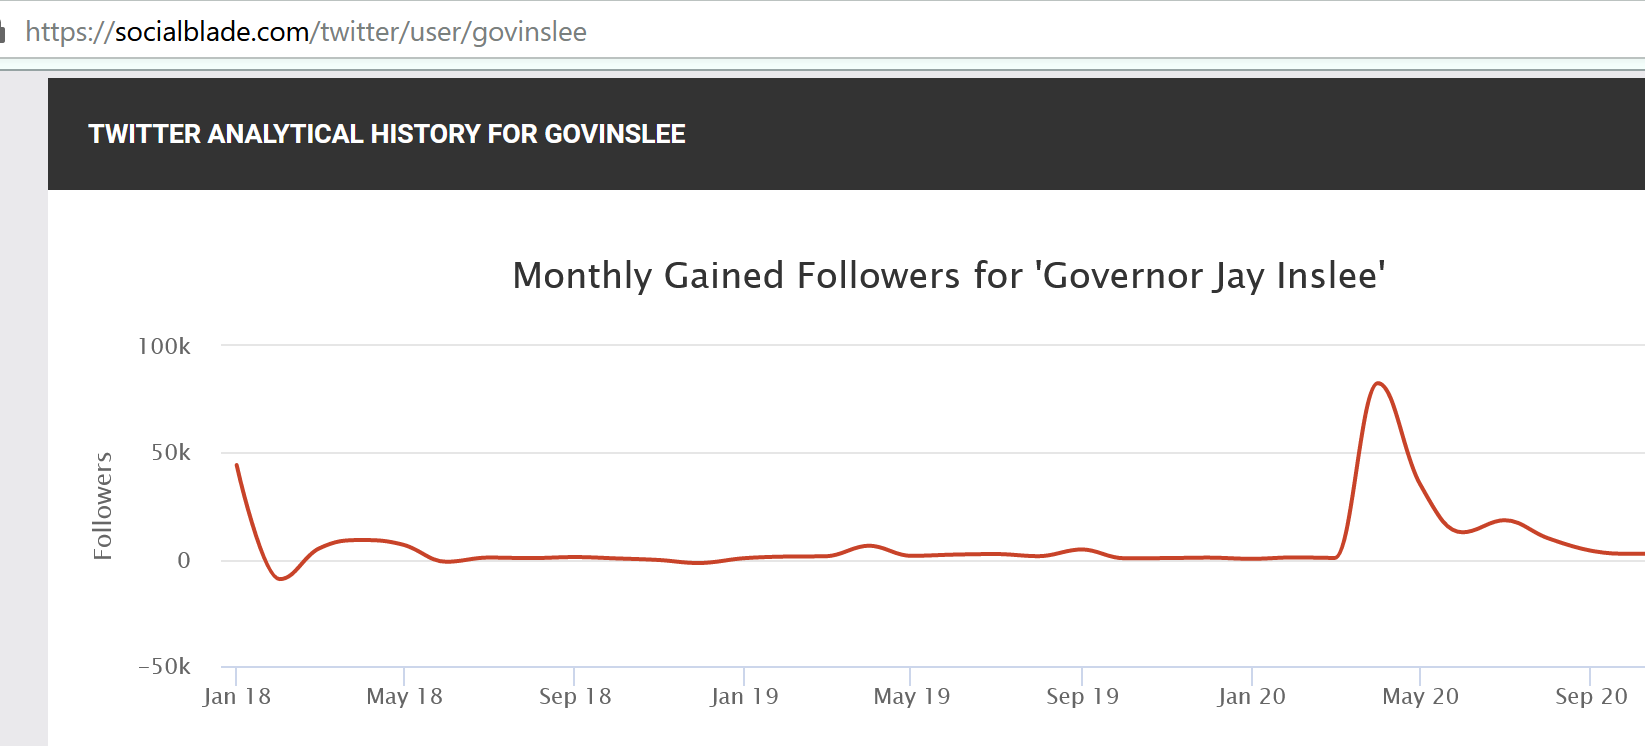 https://socialblade.com/twitter/user/govinslee
TWITTER ANALYTICAL HISTORY FOR GOVINSLEE
Monthly Gained Followers for 'Governor Jay Inslee'
100k
50k
0
−50k
Followers
Jan 18 May 18 Sep 18 Jan 19 May 19 Sep 19 Jan 20 May 20 Sep 20